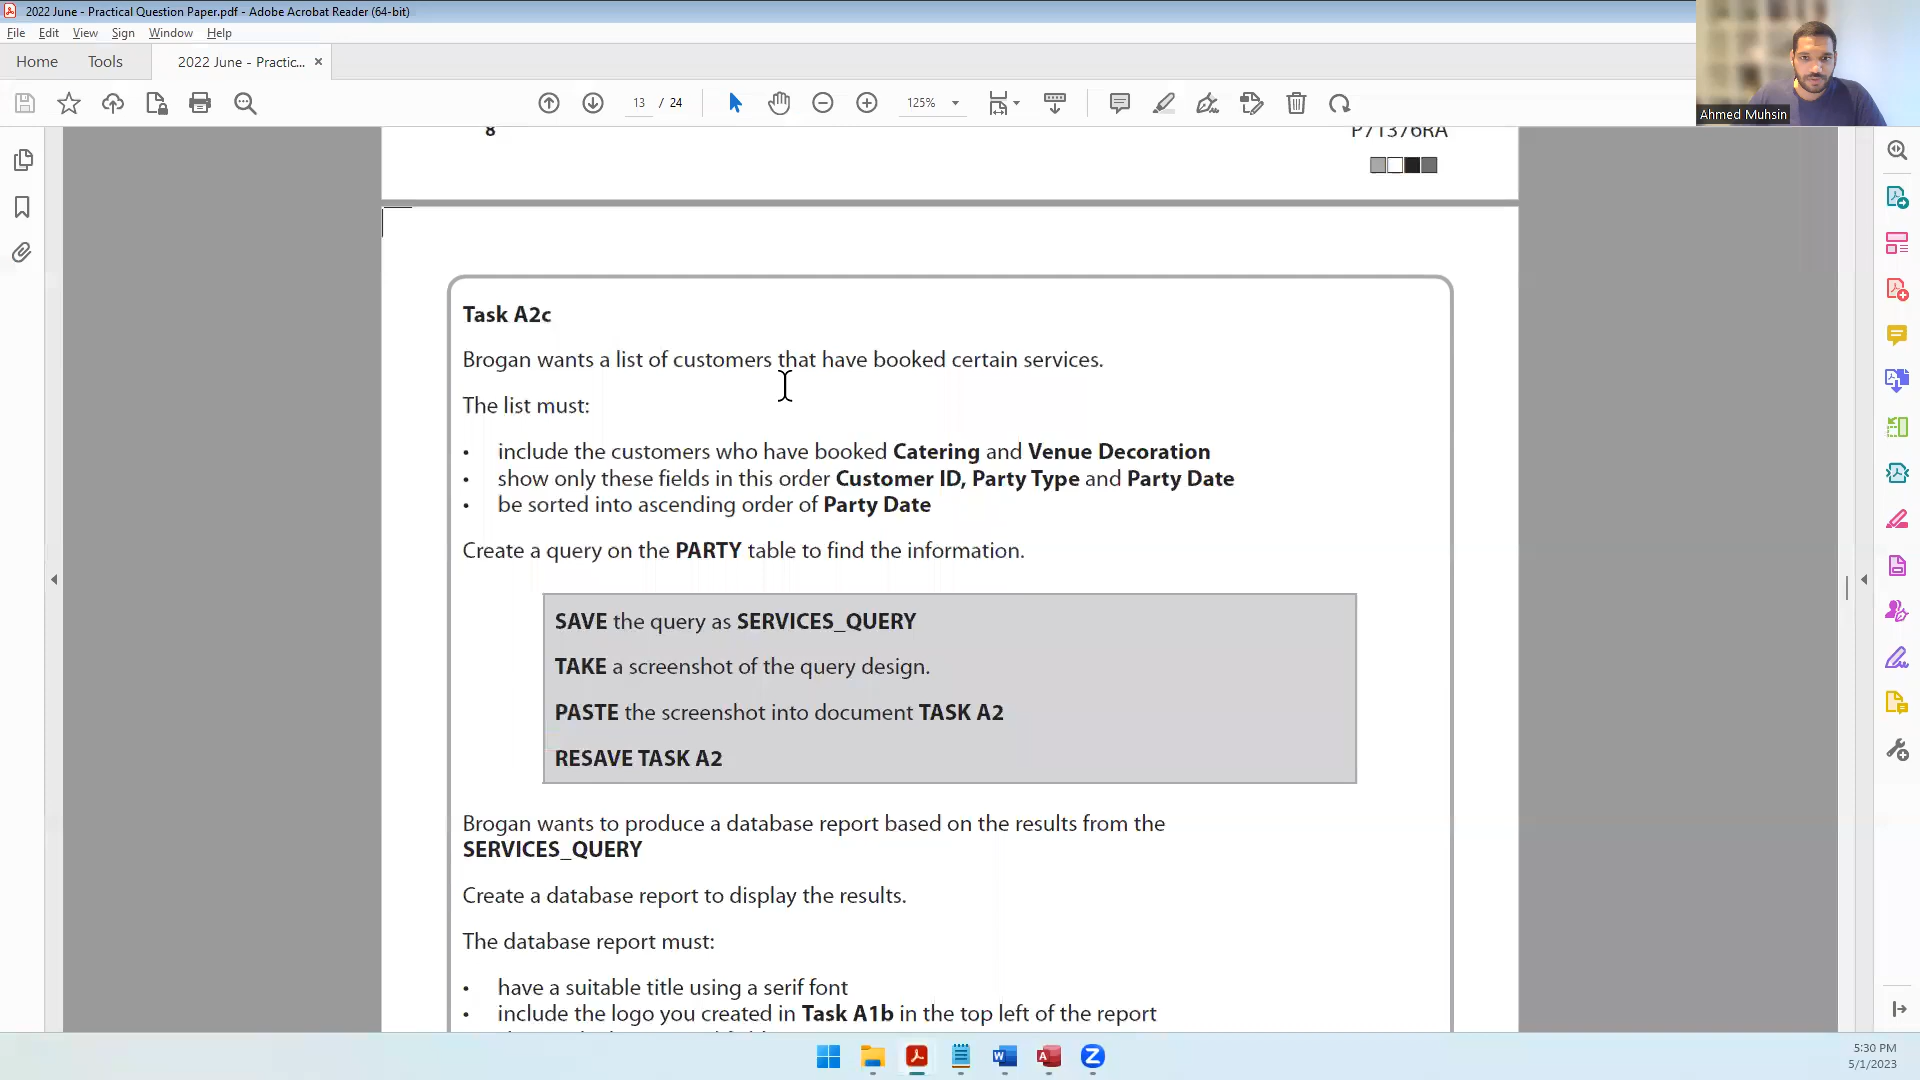 2022 June - Practical Question Paper.pdf - Adobe Acrobat Reader (64-bit)
File Edit View Sign Window Help
Home Tools 2022 June - Practic... ×
13 / 24 125%
Ahmed Muhsin
8 P71376RA
Task A2c
Brogan wants a list of customers that have booked certain services.
The list must:
• include the customers who have booked Catering and Venue Decoration
• show only these fields in this order Customer ID, Party Type and Party Date
• be sorted into ascending order of Party Date
Create a query on the PARTY table to find the information.
SAVE the query as SERVICES_QUERY
TAKE a screenshot of the query design.
PASTE the screenshot into document TASK A2
RESAVE TASK A2
Brogan wants to produce a database report based on the results from the
SERVICES_QUERY
Create a database report to display the results.
The database report must:
• have a suitable title using a serif font
• include the logo you created in Task A1b in the top left of the report
5:30 PM
5/1/2023